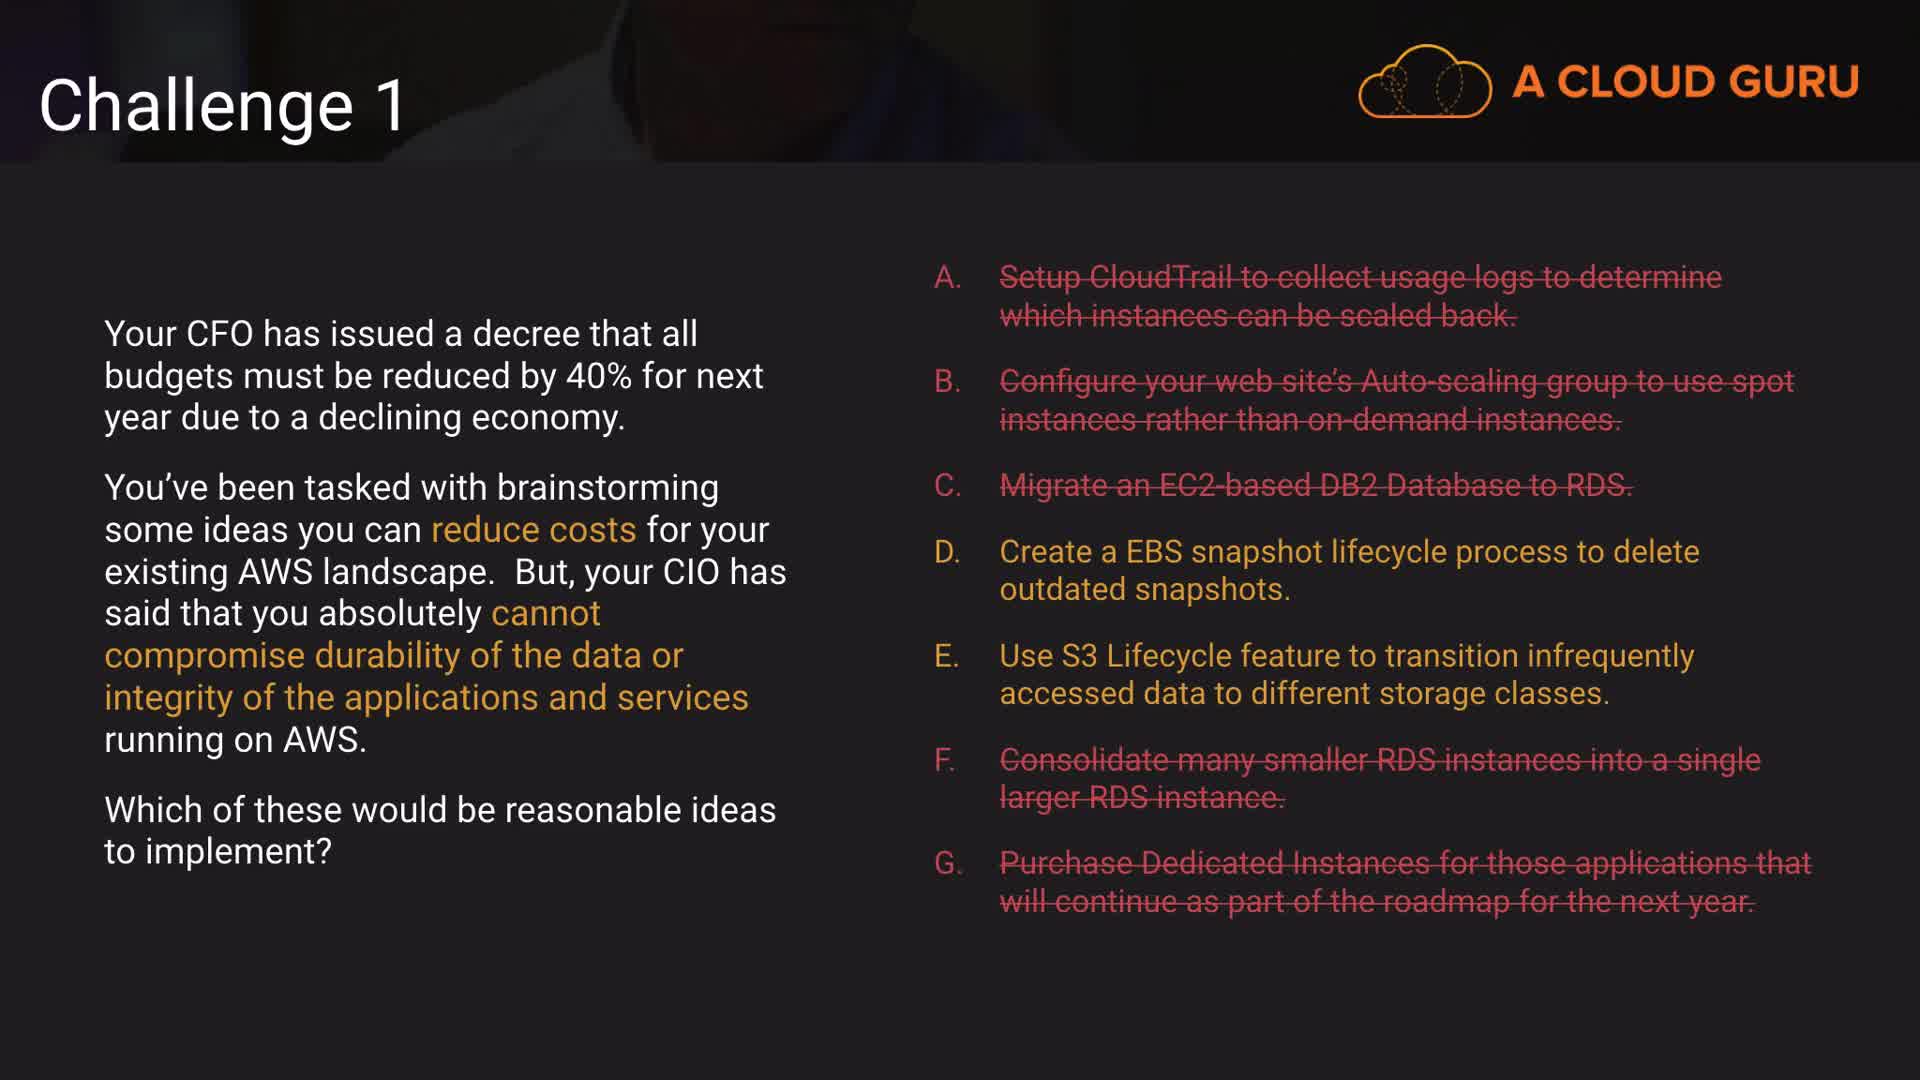 Challenge 1
A CLOUD GURU
Your CFO has issued a decree that all
budgets must be reduced by 40% for next
year due to a declining economy.
You’ve been tasked with brainstorming
some ideas you can reduce costs for your
existing AWS landscape.  But, your CIO has
said that you absolutely cannot
compromise durability of the data or
integrity of the applications and services
running on AWS.
Which of these would be reasonable ideas
to implement?
A. Setup CloudTrail to collect usage logs to determine
which instances can be scaled back.
B. Configure your web site’s Auto-scaling group to use spot
instances rather than on-demand instances.
C. Migrate an EC2-based DB2 Database to RDS.
D. Create a EBS snapshot lifecycle process to delete
outdated snapshots.
E. Use S3 Lifecycle feature to transition infrequently
accessed data to different storage classes.
F. Consolidate many smaller RDS instances into a single
larger RDS instance.
G. Purchase Dedicated Instances for those applications that
will continue as part of the roadmap for the next year.